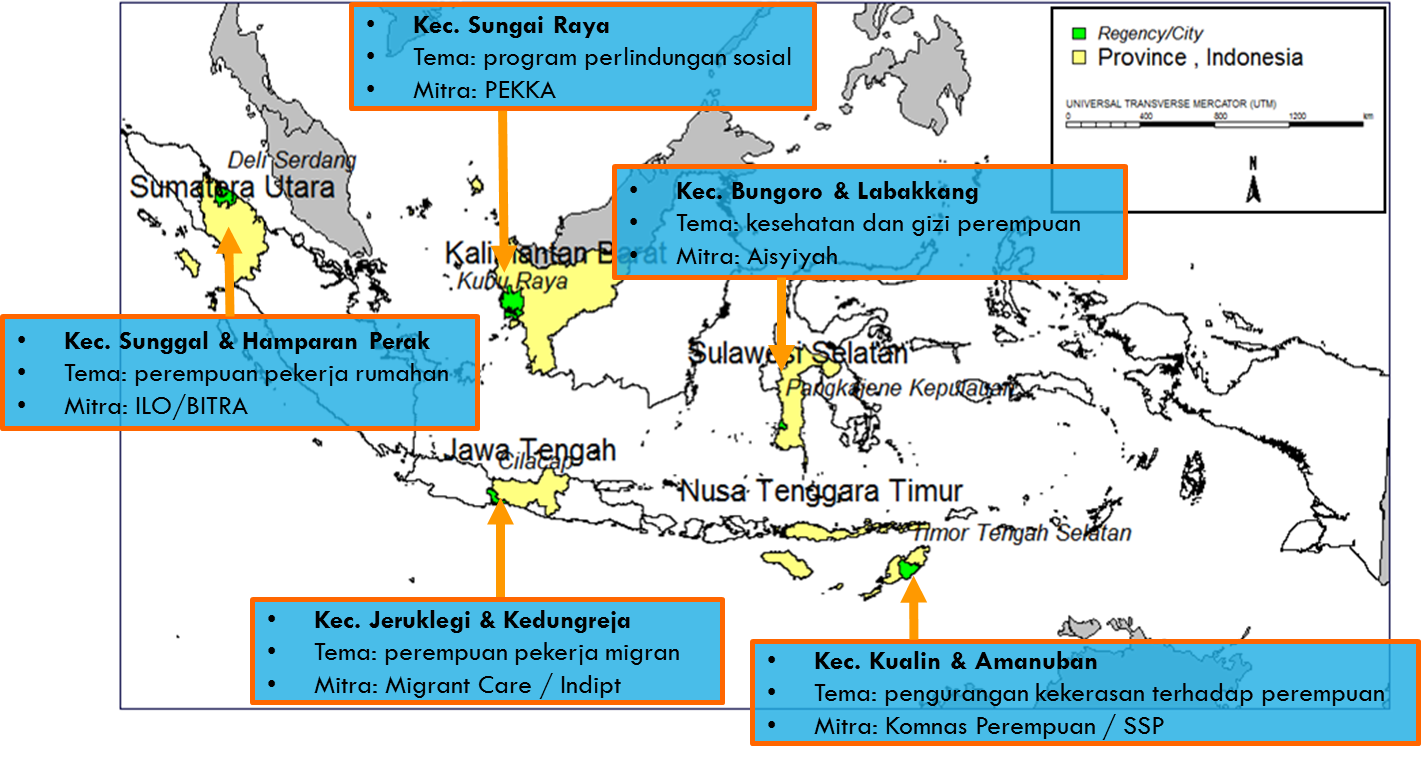 • Kec. Sungai Raya
• Tema: program perlindungan sosial
• Mitra: PEKKA
Regency/City
Province , Indonesia
UNIVERSAL TRANSVERSE MERCATOR (UTM)
0 400 800 1200 km
N
Deli Serdang
Sumatera Utara
• Kec. Bungoro & Labakkang
• Tema: kesehatan dan gizi perempuan
• Mitra: Aisyiyah
Kalimantan Barat
Kubu Raya
• Kec. Sunggal & Hamparan Perak
• Tema: perempuan pekerja rumahan
• Mitra: ILO/BITRA
Sulawesi Selatan
Pangkajene Kepulauan
Jawa Tengah
Cilacap
Nusa Tenggara Timur
Timor Tengah Selatan
• Kec. Jeruklegi & Kedungreja
• Tema: perempuan pekerja migran
• Mitra: Migrant Care / Indipt
• Kec. Kualin & Amanuban
• Tema: pengurangan kekerasan terhadap perempuan
• Mitra: Komnas Perempuan / SSP